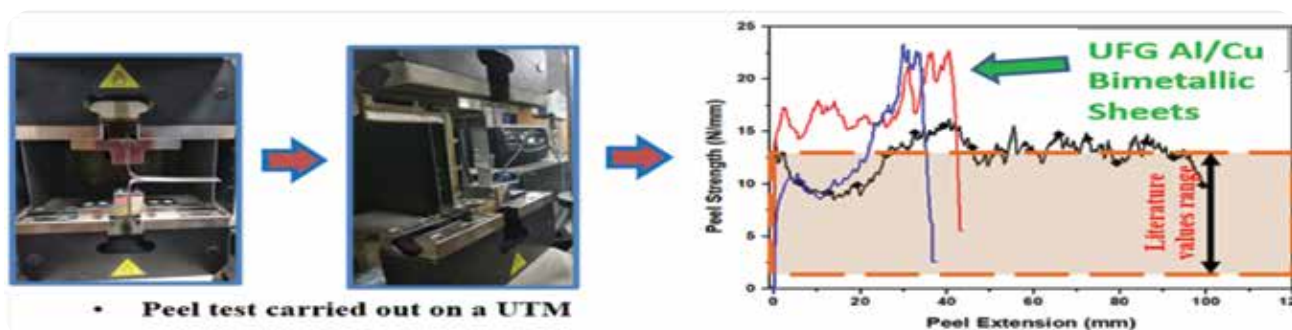 • Peel test carried out on a UTM
25
20
15
10
5
0
Peel Strength (N/mm)
UFG Al/Cu
Bimetallic
Sheets
Literature
values range
0 20 40 60 80 100 12
Peel Extension (mm)